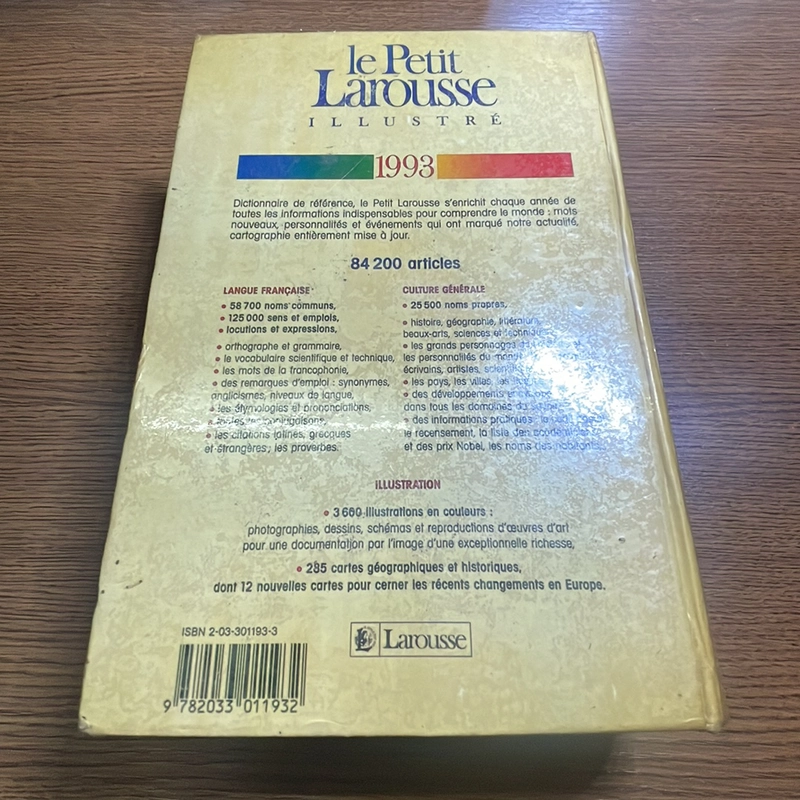 le Petit
Larousse
ILLUSTRÉ
1993
Dictionnaire de référence, le Petit Larousse s'enrichit chaque année de
toutes les informations indispensables pour comprendre le monde : mots
nouveaux, personnalités et événements qui ont marqué notre actualité,
cartographie entièrement mise à jour.
84 200 articles
LANGUE FRANÇAISE
• 58 700 noms communs,
• 125 000 sens et emplois,
• locutions et expressions,
• orthographe et grammaire,
• le vocabulaire scientifique et technique,
• les mots de la francophonie,
• des remarques d'emploi : synonymes,
anglicismes, niveaux de langue,
• les étymologies et prononciations,
• les citations latines, grecques
et étrangères ; les proverbes.
CULTURE GÉNÉRALE
• 25 500 noms propres,
• histoire, géographie, littérature,
beaux-arts, sciences et techniques
• les grands personnages
les personnalités du monde
écrivains, artistes,
• les pays, les villes, les
• des développements
dans tous les domaines du
• des informations pratiques
le recensement, la liste des académiciens
et des prix Nobel, les noms des
ILLUSTRATION
• 3 660 illustrations en couleurs :
photographies, dessins, schémas et reproductions d'œuvres d'art
pour une documentation par l'image d'une exceptionnelle richesse,
• 285 cartes géographiques et historiques,
dont 12 nouvelles cartes pour cerner les récents changements en Europe.
ISBN 2-03-301193-3
9 782033 011932
Larousse